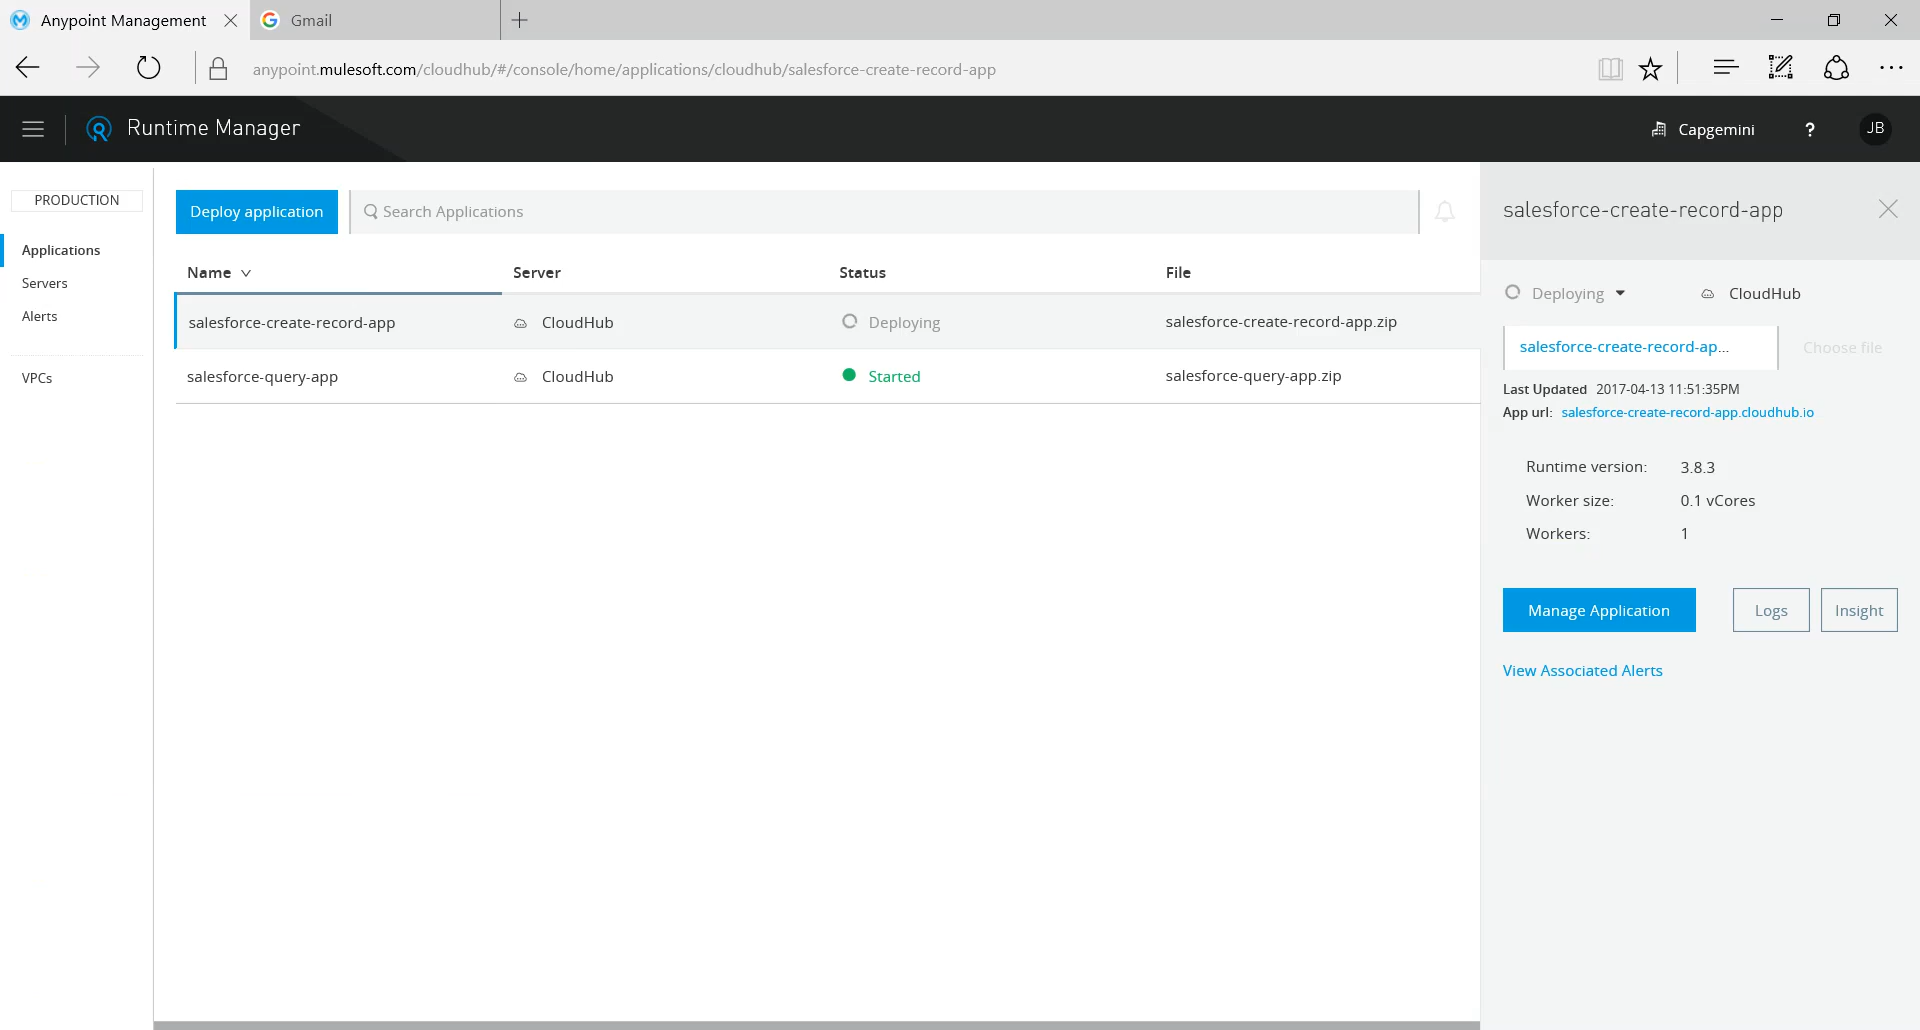 Anypoint Management
Gmail
anypoint.mulesoft.com/cloudhub/#/console/home/applications/cloudhub/salesforce-create-record-app
Runtime Manager
Capgemini
?
JB
PRODUCTION
Applications
Servers
Alerts
VPCs
Deploy application
Search Applications
Name Server Status File
salesforce-create-record-app CloudHub Deploying salesforce-create-record-app.zip
salesforce-query-app CloudHub Started salesforce-query-app.zip
salesforce-create-record-app
Deploying CloudHub
salesforce-create-record-ap... Choose file
Last Updated 2017-04-13 11:51:35PM
App url: salesforce-create-record-app.cloudhub.io
Runtime version: 3.8.3
Worker size: 0.1 vCores
Workers: 1
Manage Application Logs Insight
View Associated Alerts